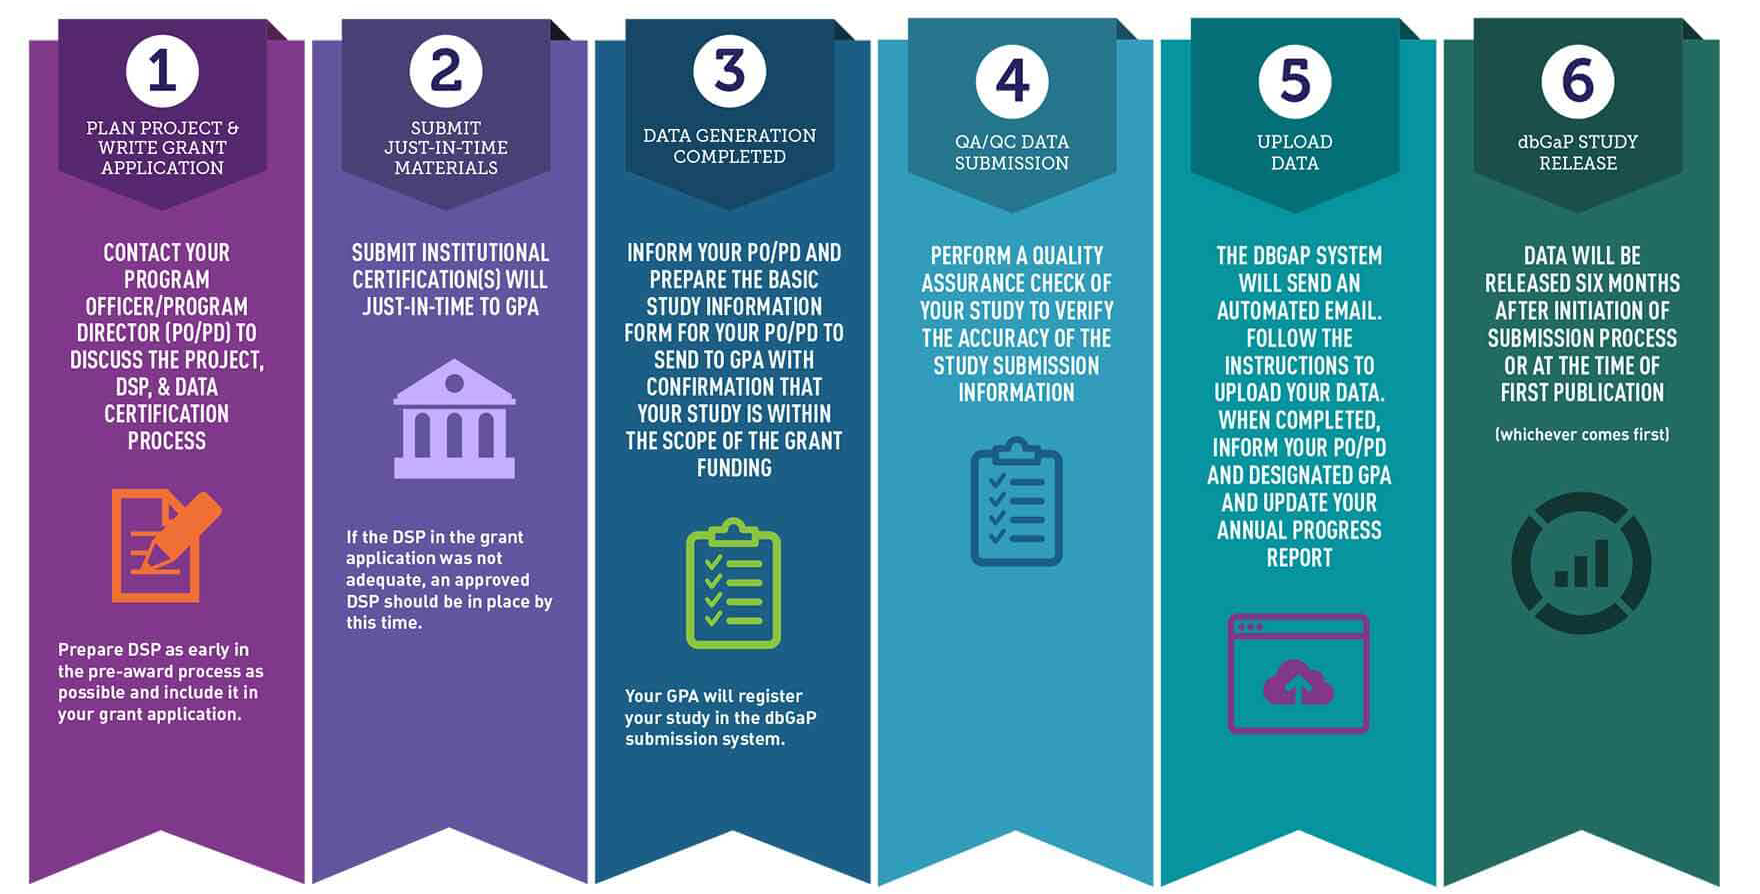 1
PLAN PROJECT &
WRITE GRANT
APPLICATION
CONTACT YOUR
PROGRAM
OFFICER/PROGRAM
DIRECTOR (PO/PD) TO
DISCUSS THE PROJECT,
DSP, & DATA
CERTIFICATION
PROCESS
Prepare DSP as early in
the pre-award process as
possible and include it in
your grant application.
2
SUBMIT
JUST-IN-TIME
MATERIALS
SUBMIT INSTITUTIONAL
CERTIFICATION(S) WILL
JUST-IN-TIME TO GPA
If the DSP in the grant
application was not
adequate, an approved
DSP should be in place by
this time.
3
DATA GENERATION
COMPLETED
INFORM YOUR PO/PD AND
PREPARE THE BASIC
STUDY INFORMATION
FORM FOR YOUR PO/PD TO
SEND TO GPA WITH
CONFIRMATION THAT
YOUR STUDY IS WITHIN
THE SCOPE OF THE GRANT
FUNDING
Your GPA will register
your study in the dbGaP
submission system.
4
QA/QC DATA
SUBMISSION
PERFORM A QUALITY
ASSURANCE CHECK OF
YOUR STUDY TO VERIFY
THE ACCURACY OF THE
STUDY SUBMISSION
INFORMATION
5
UPLOAD
DATA
THE DBGAP SYSTEM
WILL SEND AN
AUTOMATED EMAIL.
FOLLOW THE
INSTRUCTIONS TO
UPLOAD YOUR DATA.
WHEN COMPLETED,
INFORM YOUR PO/PD
AND DESIGNATED GPA
AND UPDATE YOUR
ANNUAL PROGRESS
REPORT
6
dbGaP STUDY
RELEASE
DATA WILL BE
RELEASED SIX MONTHS
AFTER INITIATION OF
SUBMISSION PROCESS
OR AT THE TIME OF
FIRST PUBLICATION
(whichever comes first)